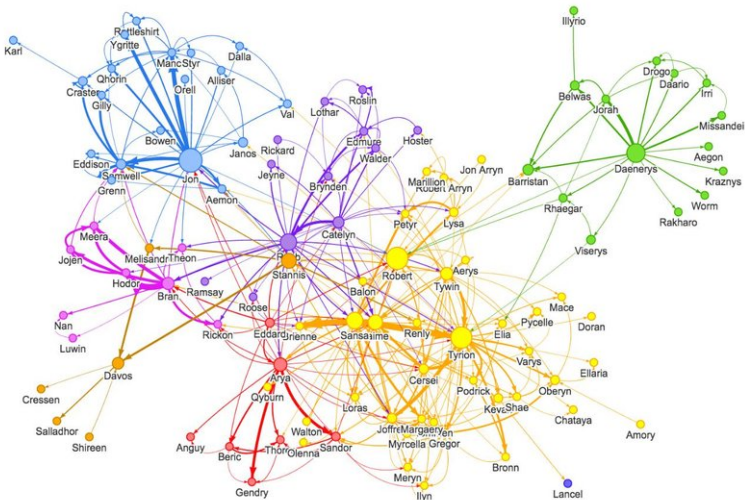 Illyrio
Karl
Rattleshirt
Ygritte
Mance
Styr
Dalla
Drogo
Daario
Irri
Qhorin
Alliser
Craster
Orell
Gilly
Belwas
Jorah
Roslin
Lothar
Val
Missandei
Bowen
Edmure
Hoster
Rickard
Walder
Janos
Eddison
Samwell
Jon
Grenn
Jeyne
Jon Arryn
Aegon
Daenerys
Barristan
Kraznys
Aemon
Brynden
Marillion
Robert Arryn
Worm
Rhaegar
Rakharo
Petyr
Lysa
Catelyn
Meera
Viserys
Jojen
Melisandre
Theon
Stannis
Robert
Aerys
Hodor
Bran
Ramsay
Balon
Tywin
Roose
Mace
Nan
Rickon
Eddard
Brienne
Sansa
Renly
Elia
Pycelle
Doran
Luwin
Tyrion
Varys
Davos
Arya
Cersei
Ellaria
Cressen
Qyburn
Podrick
Oberyn
Loras
Shae
Salladhor
Joffrey
Margaery
Chataya
Amory
Shireen
Anguy
Walton
Myrcella
Gregor
Beric
Olenna
Sandor
Bronn
Meryn
Gendry
Ilyn
Lancel